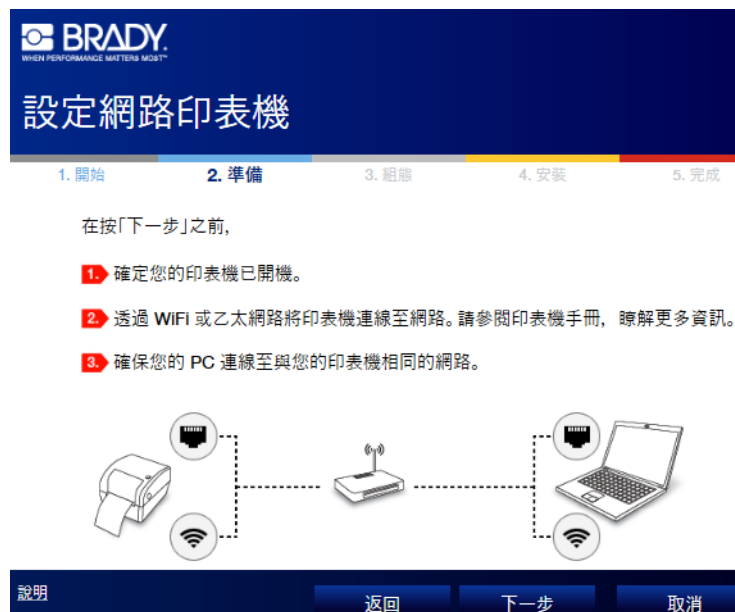 BRADY.
WHEN PERFORMANCE MATTERS MOST™
設定網路印表機
1. 開始
2. 準備
3. 組態
4. 安裝
5. 完成
在按「下一步」之前,
1. 確定您的印表機已開機。
2. 透過 WiFi 或乙太網路將印表機連線至網路。請參閱印表機手冊, 瞭解更多資訊。
3. 確保您的 PC 連線至與您的印表機相同的網路。
說明
返回
下一步
取消